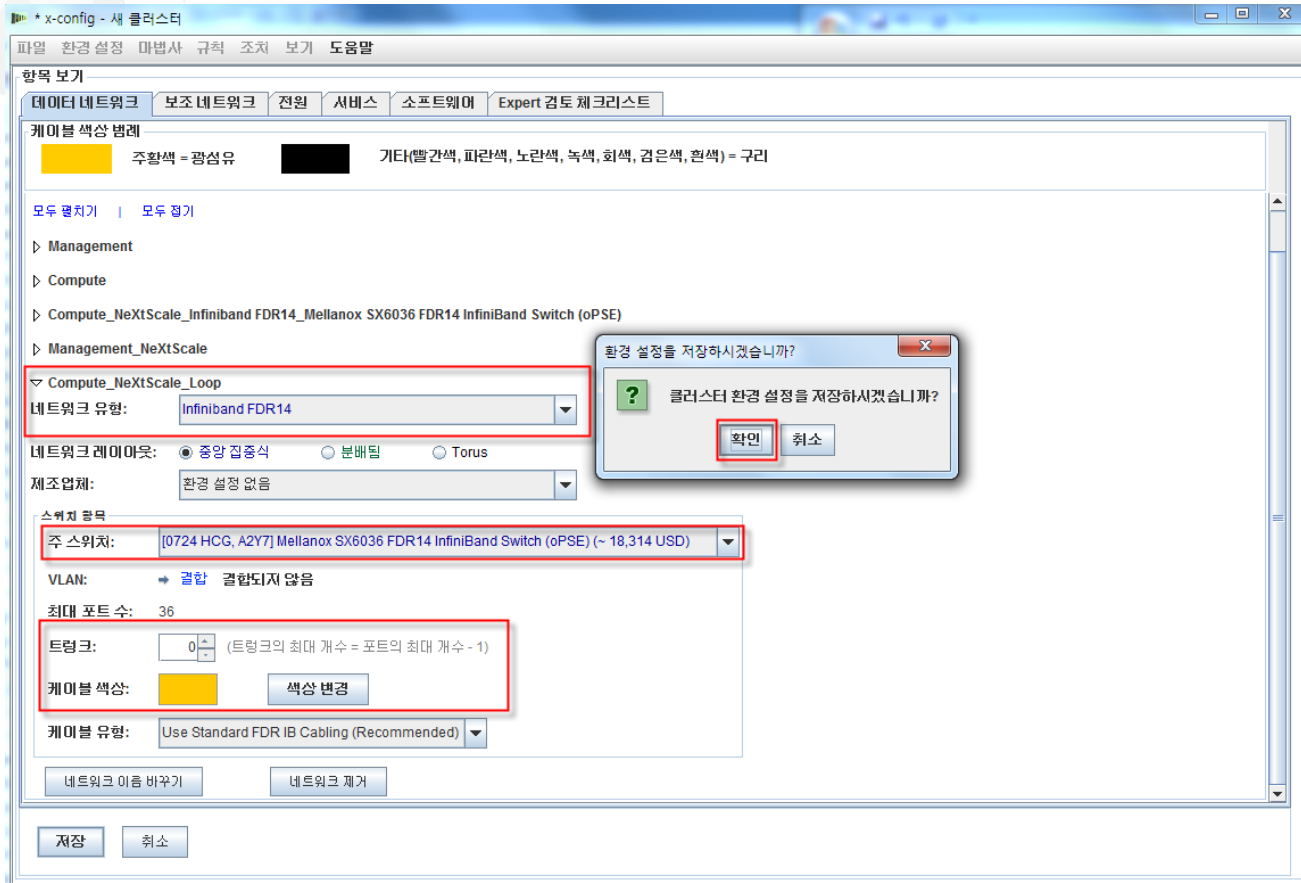 * x-config - 새 클러스터
파일 환경 설정 마법사 규칙 조치 보기 도움말
항목 보기
데이터 네트워크 보조 네트워크 전원 서비스 소프트웨어 Expert 검토 체크리스트
케이블 색상 범례
주황색 = 광섬유 기타(빨간색, 파란색, 노란색, 녹색, 회색, 검은색, 흰색) = 구리
모두 펼치기 | 모두 접기
Management
Compute
Compute_NeXtScale_Infiniband FDR14_Mellanox SX6036 FDR14 InfiniBand Switch (oPSE)
Management_NeXtScale
환경 설정을 저장하시겠습니까?
클러스터 환경 설정을 저장하시겠습니까?
확인 취소
Compute_NeXtScale_Loop
네트워크 유형: Infiniband FDR14
네트워크 레이아웃: 중앙 집중식 분배됨 Torus
제조업체: 환경 설정 없음
스위치 항목
주 스위치: [0724 HCG, A2Y7] Mellanox SX6036 FDR14 InfiniBand Switch (oPSE) (~ 18,314 USD)
VLAN: 결합 결합되지 않음
최대 포트 수: 36
트렁크: 0 (트렁크의 최대 개수 = 포트의 최대 개수 - 1)
케이블 색상: 색상 변경
케이블 유형: Use Standard FDR IB Cabling (Recommended)
네트워크 이름 바꾸기 네트워크 제거
저장 취소